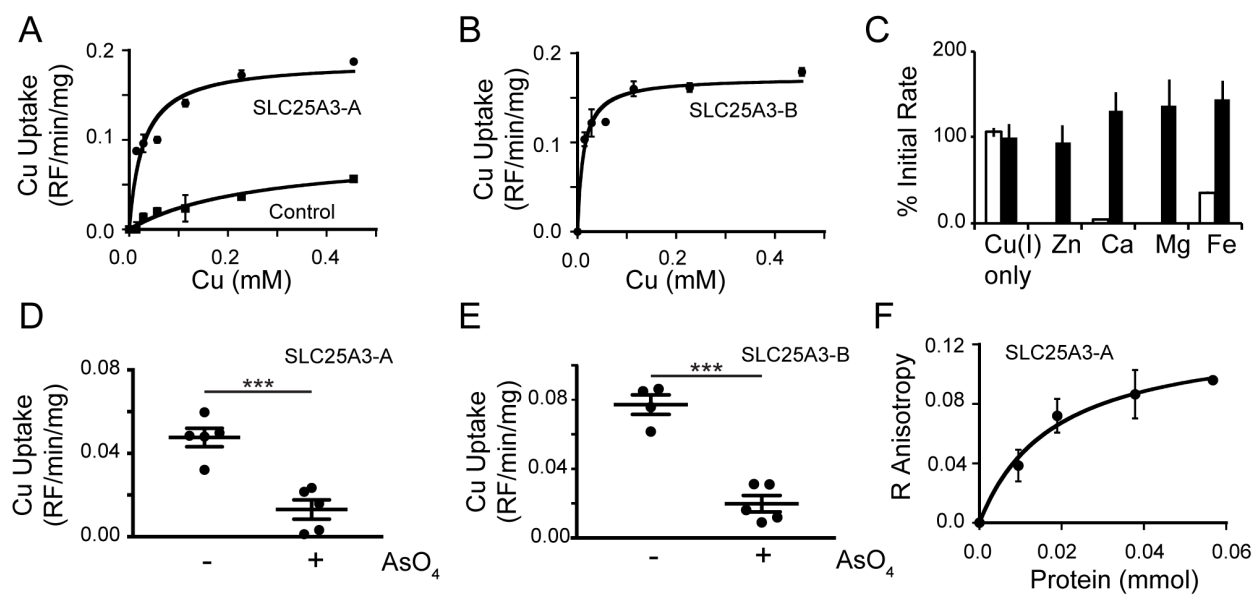 A
Cu Uptake
(RF/min/mg)
0.2
0.1
0.0
SLC25A3-A
Control
0.0
0.2
0.4
Cu (mM)
B
Cu Uptake
(RF/min/mg)
0.2
0.1
0.0
SLC25A3-B
0.0
0.2
0.4
Cu (mM)
C
% Initial Rate
200
100
0.0
Cu(I)
only
Zn
Ca
Mg
Fe
D
Cu Uptake
(RF/min/mg)
0.08
0.04
0.00
SLC25A3-A
***
- + AsO₄
E
Cu Uptake
(RF/min/mg)
0.08
0.04
0.00
SLC25A3-B
***
- + AsO₄
F
R Anisotropy
0.12
0.08
0.04
0.0
SLC25A3-A
0.0
0.02
0.04
0.06
Protein (mmol)